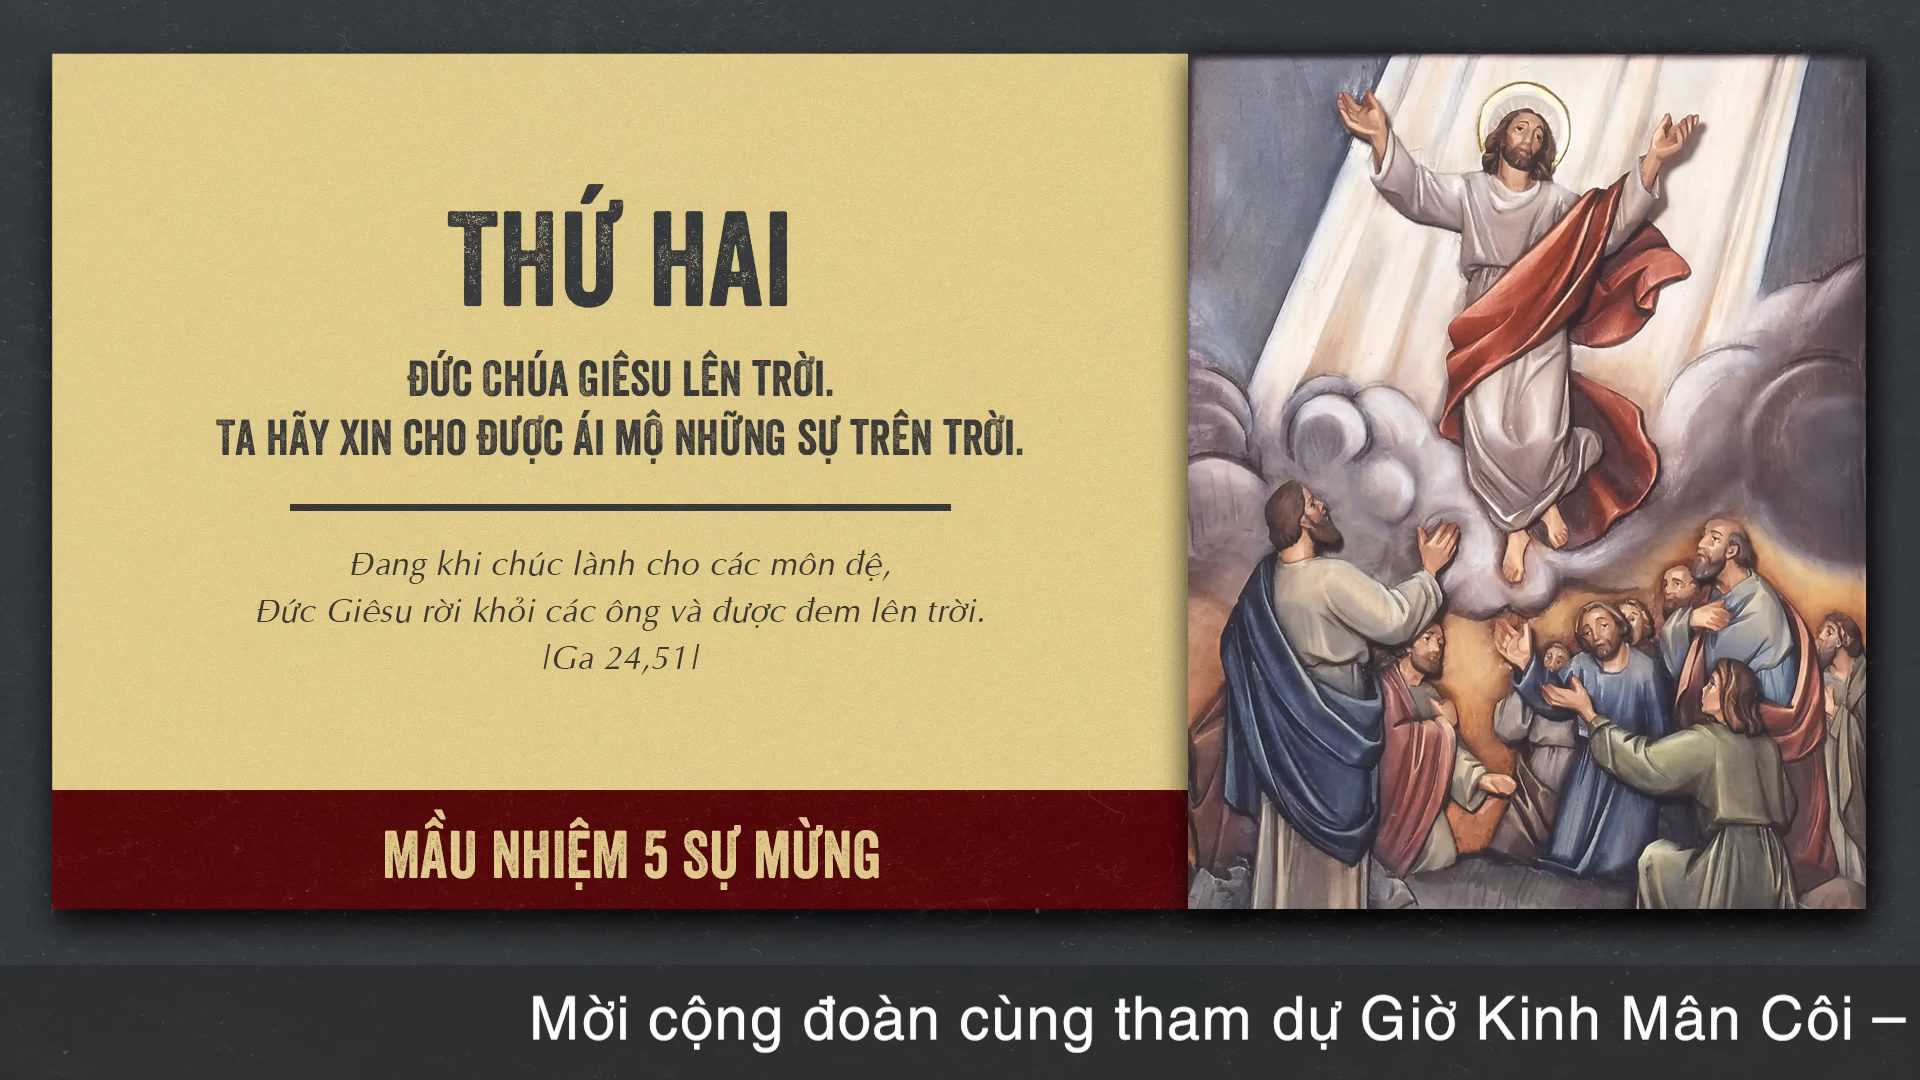 THỨ HAI
ĐỨC CHÚA GIÊSU LÊN TRỜI.
TA HÃY XIN CHO ĐƯỢC ÁI MỘ NHỮNG SỰ TRÊN TRỜI.
Đang khi chúc lành cho các môn đệ,
Đức Giêsu rời khỏi các ông và được đem lên trời.
|Ga 24,51|
MẦU NHIỆM 5 SỰ MỪNG
Mời cộng đoàn cùng tham dự Giờ Kinh Mân Côi –